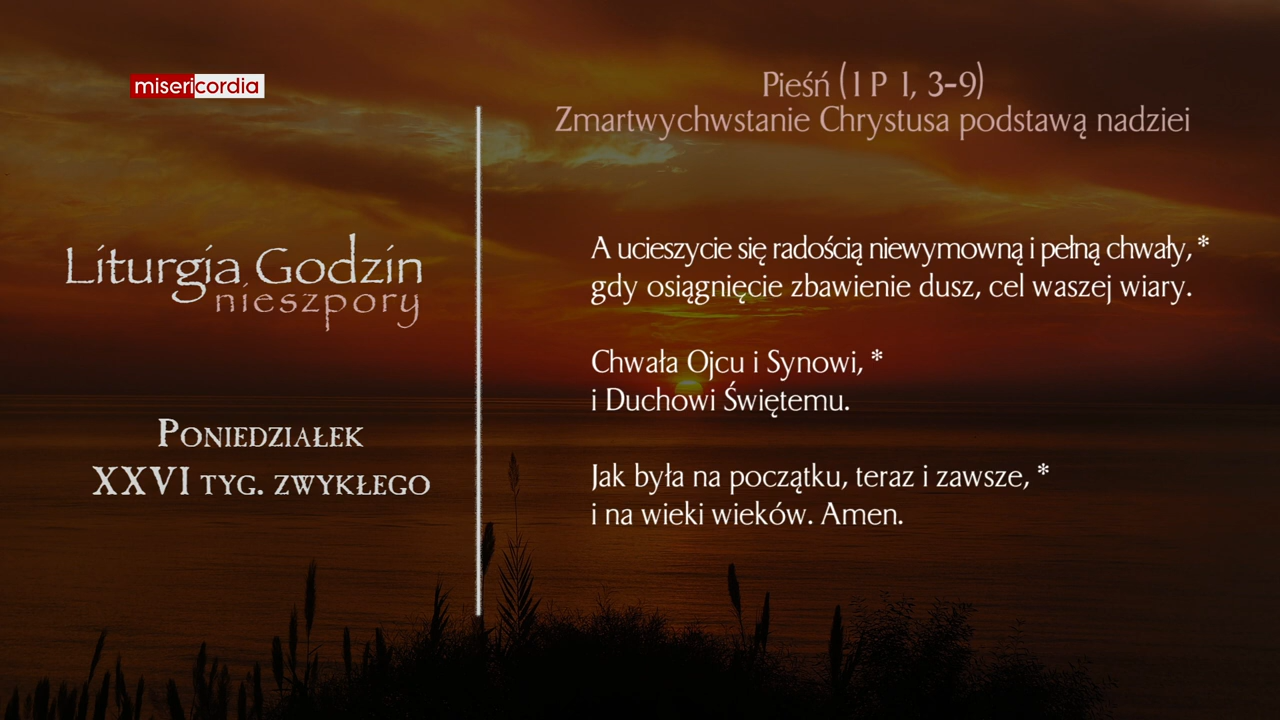 misericordia
Liturgia Godzin
nieszpory
Poniedziałek
XXVI tyg. zwykłego
Pieśń (1 P 1, 3-9)
Zmartwychwstanie Chrystusa podstawą nadziei
A ucieszycie się radością niewymowną i pełną chwały, *
gdy osiągnięcie zbawienie dusz, cel waszej wiary.
Chwała Ojcu i Synowi, *
i Duchowi Świętemu.
Jak była na początku, teraz i zawsze, *
i na wieki wieków. Amen.